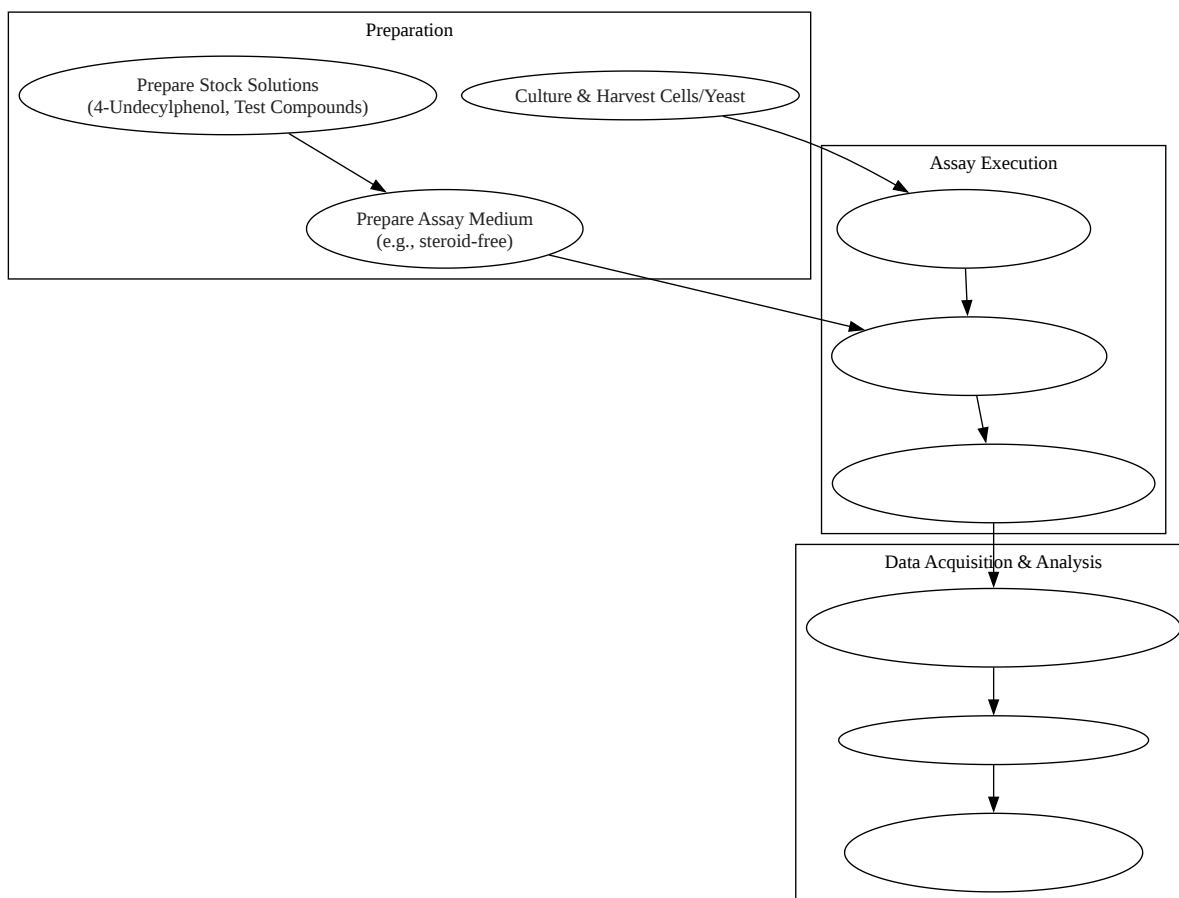 Preparation
Prepare Stock Solutions
(4-Undecylphenol, Test Compounds)
Culture & Harvest Cells/Yeast
Prepare Assay Medium
(e.g., steroid-free)
Assay Execution
Data Acquisition & Analysis